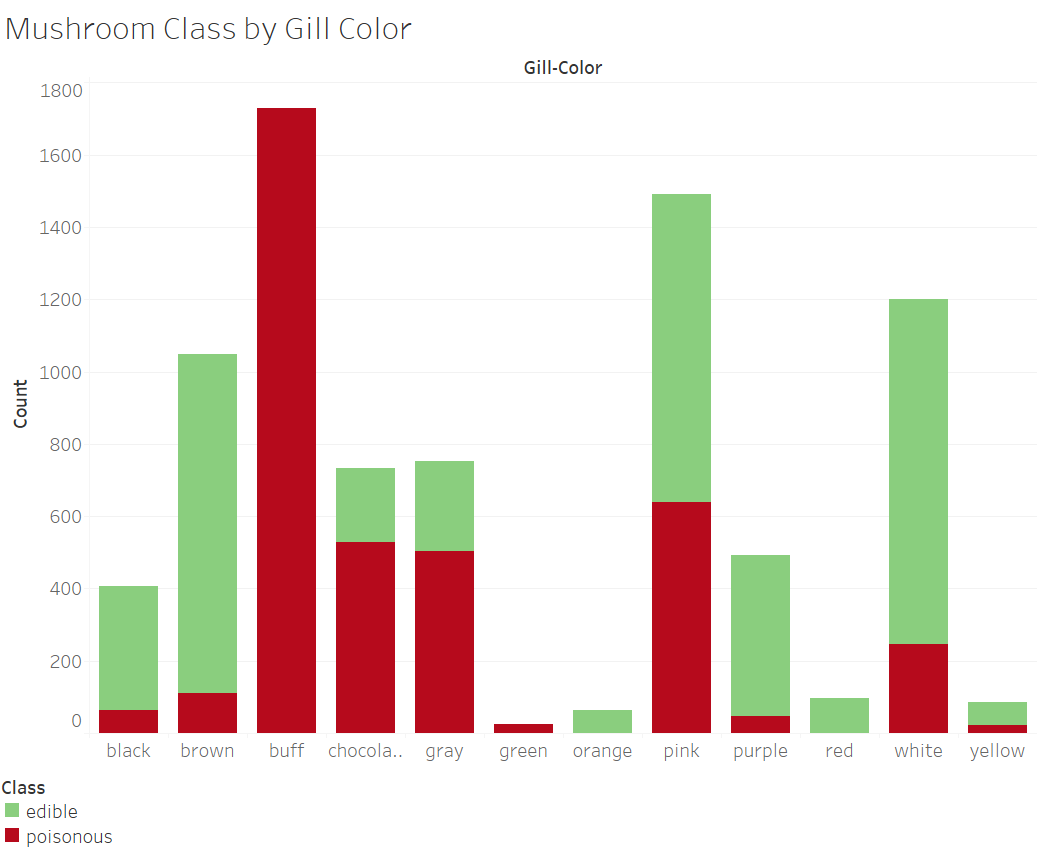 Mushroom Class by Gill Color
Gill-Color
1800
1600
1400
1200
1000
800
600
400
200
0
Count
black brown buff chocola.. gray green orange pink purple red white yellow
Class
edible
poisonous